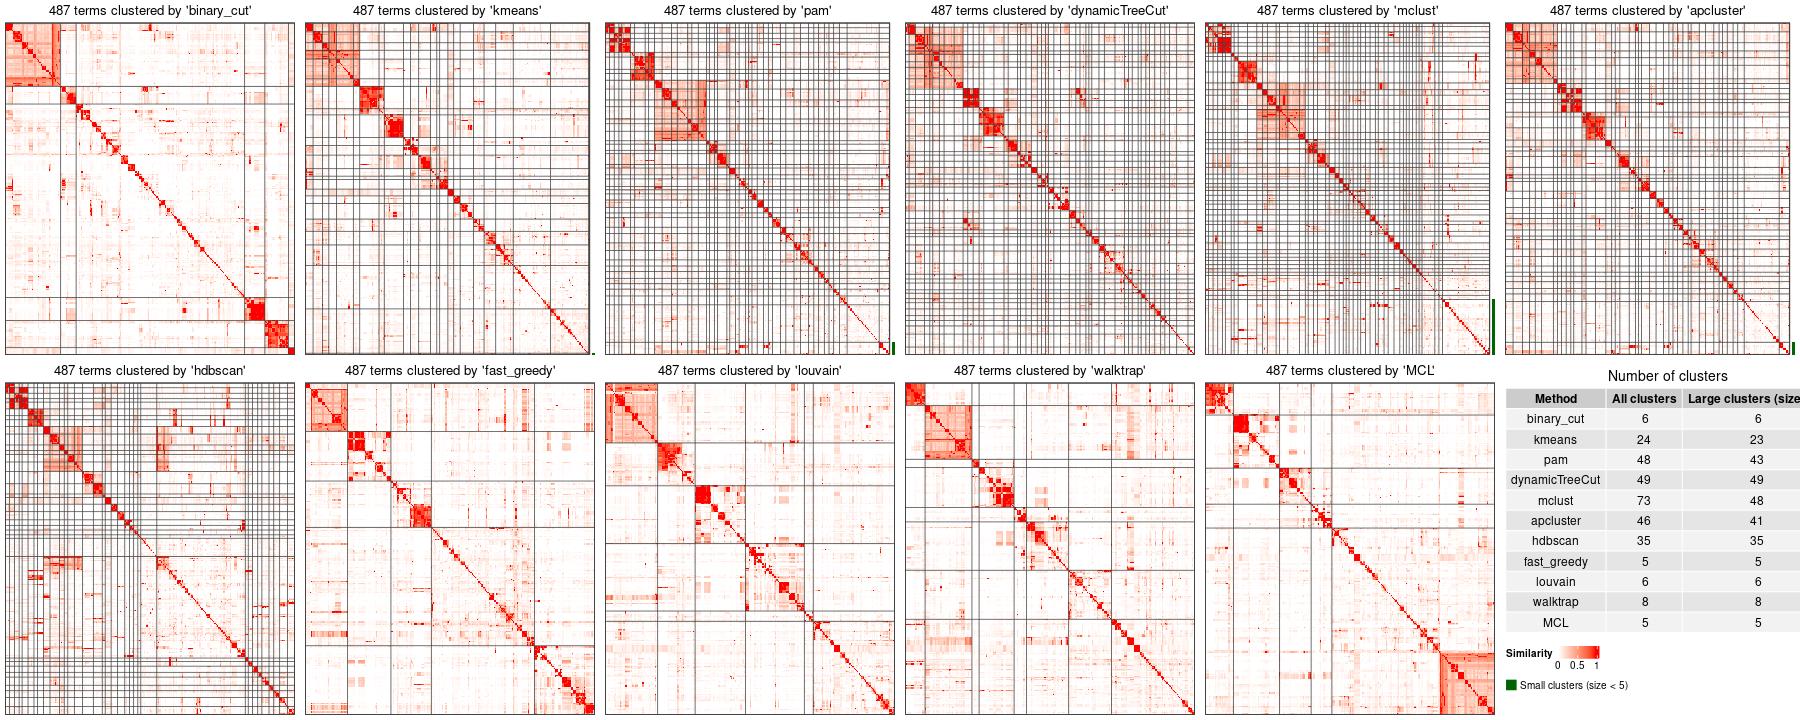 487 terms clustered by 'binary_cut'
487 terms clustered by 'kmeans'
487 terms clustered by 'pam'
487 terms clustered by 'dynamicTreeCut'
487 terms clustered by 'mclust'
487 terms clustered by 'apcluster'
487 terms clustered by 'hdbscan'
487 terms clustered by 'fast_greedy'
487 terms clustered by 'louvain'
487 terms clustered by 'walktrap'
487 terms clustered by 'MCL'
Number of clusters
Method All clusters Large clusters (size
binary_cut 6 6
kmeans 24 23
pam 48 43
dynamicTreeCut 49 49
mclust 73 48
apcluster 46 41
hdbscan 35 35
fast_greedy 5 5
louvain 6 6
walktrap 8 8
MCL 5 5
Similarity
0 0.5 1
Small clusters (size < 5)